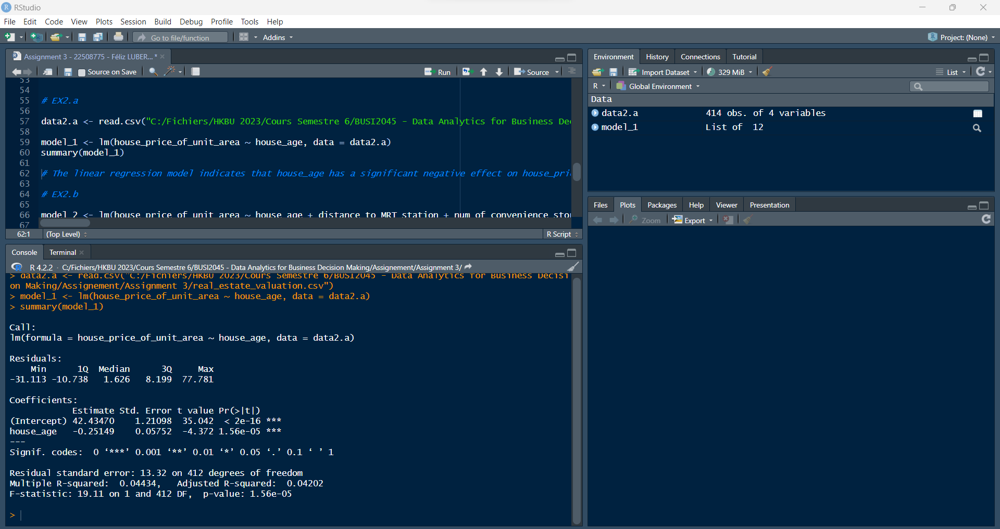 RStudio
File Edit Code View Plots Session Build Debug Profile Tools Help
Go to file/function Addins Project: (None)
Assignment 3 - 22508775 - Féliz LUBER... *
Source on Save Run Source
53
54
55 # EX2.a
56
57 data2.a <- read.csv("C:/Fichiers/HKBU 2023/Cours Semestre 6/BUSI2045 - Data Analytics for Business De
58
59 model_1 <- lm(house_price_of_unit_area ~ house_age, data = data2.a)
60 summary(model_1)
61
62 # The linear regression model indicates that house_age has a significant negative effect on house_pri
63
64 # EX2.b
65
66 model_2 <- lm(house_price_of_unit_area ~ house_age + distance_to_MRT_station + num_of_convenience_sto
67
62:1 (Top Level) R Script
Console Terminal
R 4.2.2 · C:/Fichiers/HKBU 2023/Cours Semestre 6/BUSI2045 - Data Analytics for Business Decision Making/Assignement/Assignment 3/
> data2.a <- read.csv("C:/Fichiers/HKBU 2023/Cours Semestre 6/BUSI2045 - Data Analytics for Business Decisi
on Making/Assignement/Assignment 3/real_estate_valuation.csv")
> model_1 <- lm(house_price_of_unit_area ~ house_age, data = data2.a)
> summary(model_1)
Call:
lm(formula = house_price_of_unit_area ~ house_age, data = data2.a)
Residuals:
Min 1Q Median 3Q Max
-31.113 -10.738 1.626 8.199 77.781
Coefficients:
Estimate Std. Error t value Pr(>|t|)
(Intercept) 42.43470 1.21098 35.042 < 2e-16 ***
house_age -0.25149 0.05752 -4.372 1.56e-05 ***
---
Signif. codes: 0 ‘***’ 0.001 ‘**’ 0.01 ‘*’ 0.05 ‘.’ 0.1 ‘ ’ 1
Residual standard error: 13.32 on 412 degrees of freedom
Multiple R-squared: 0.04434, Adjusted R-squared: 0.04202
F-statistic: 19.11 on 1 and 412 DF, p-value: 1.56e-05
>
Environment History Connections Tutorial
Import Dataset 329 MiB List
R Global Environment
Data
data2.a 414 obs. of 4 variables
model_1 List of 12
Files Plots Packages Help Viewer Presentation
Zoom Export